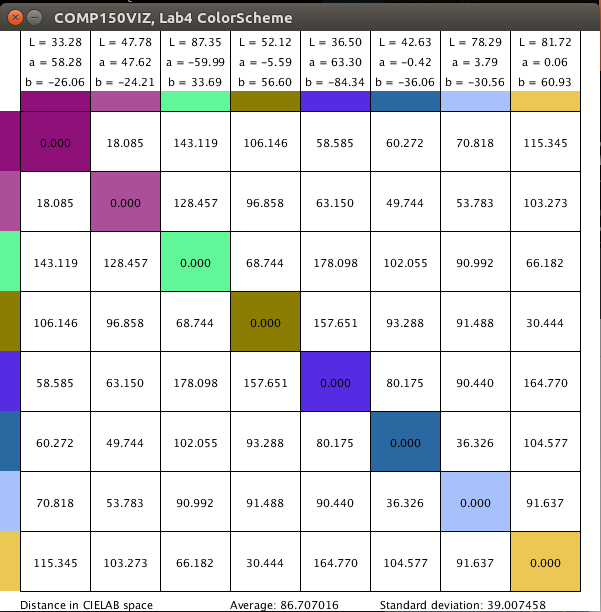 COMP150VIZ, Lab4 ColorScheme
L = 33.28 L = 47.78 L = 87.35 L = 52.12 L = 36.50 L = 42.63 L = 78.29 L = 81.72
a = 58.28 a = 47.62 a = -59.99 a = -5.59 a = 63.30 a = -0.42 a = 3.79 a = 0.06
b = -26.06 b = -24.21 b = 33.69 b = 56.60 b = -84.34 b = -36.06 b = -30.56 b = 60.93
0.000 18.085 143.119 106.146 58.585 60.272 70.818 115.345
18.085 0.000 128.457 96.858 63.150 49.744 53.783 103.273
143.119 128.457 0.000 68.744 178.098 102.055 90.992 66.182
106.146 96.858 68.744 0.000 157.651 93.288 91.488 30.444
58.585 63.150 178.098 157.651 0.000 80.175 90.440 164.770
60.272 49.744 102.055 93.288 80.175 0.000 36.326 104.577
70.818 53.783 90.992 91.488 90.440 36.326 0.000 91.637
115.345 103.273 66.182 30.444 164.770 104.577 91.637 0.000
Distance in CIELAB space Average: 86.707016 Standard deviation: 39.007458